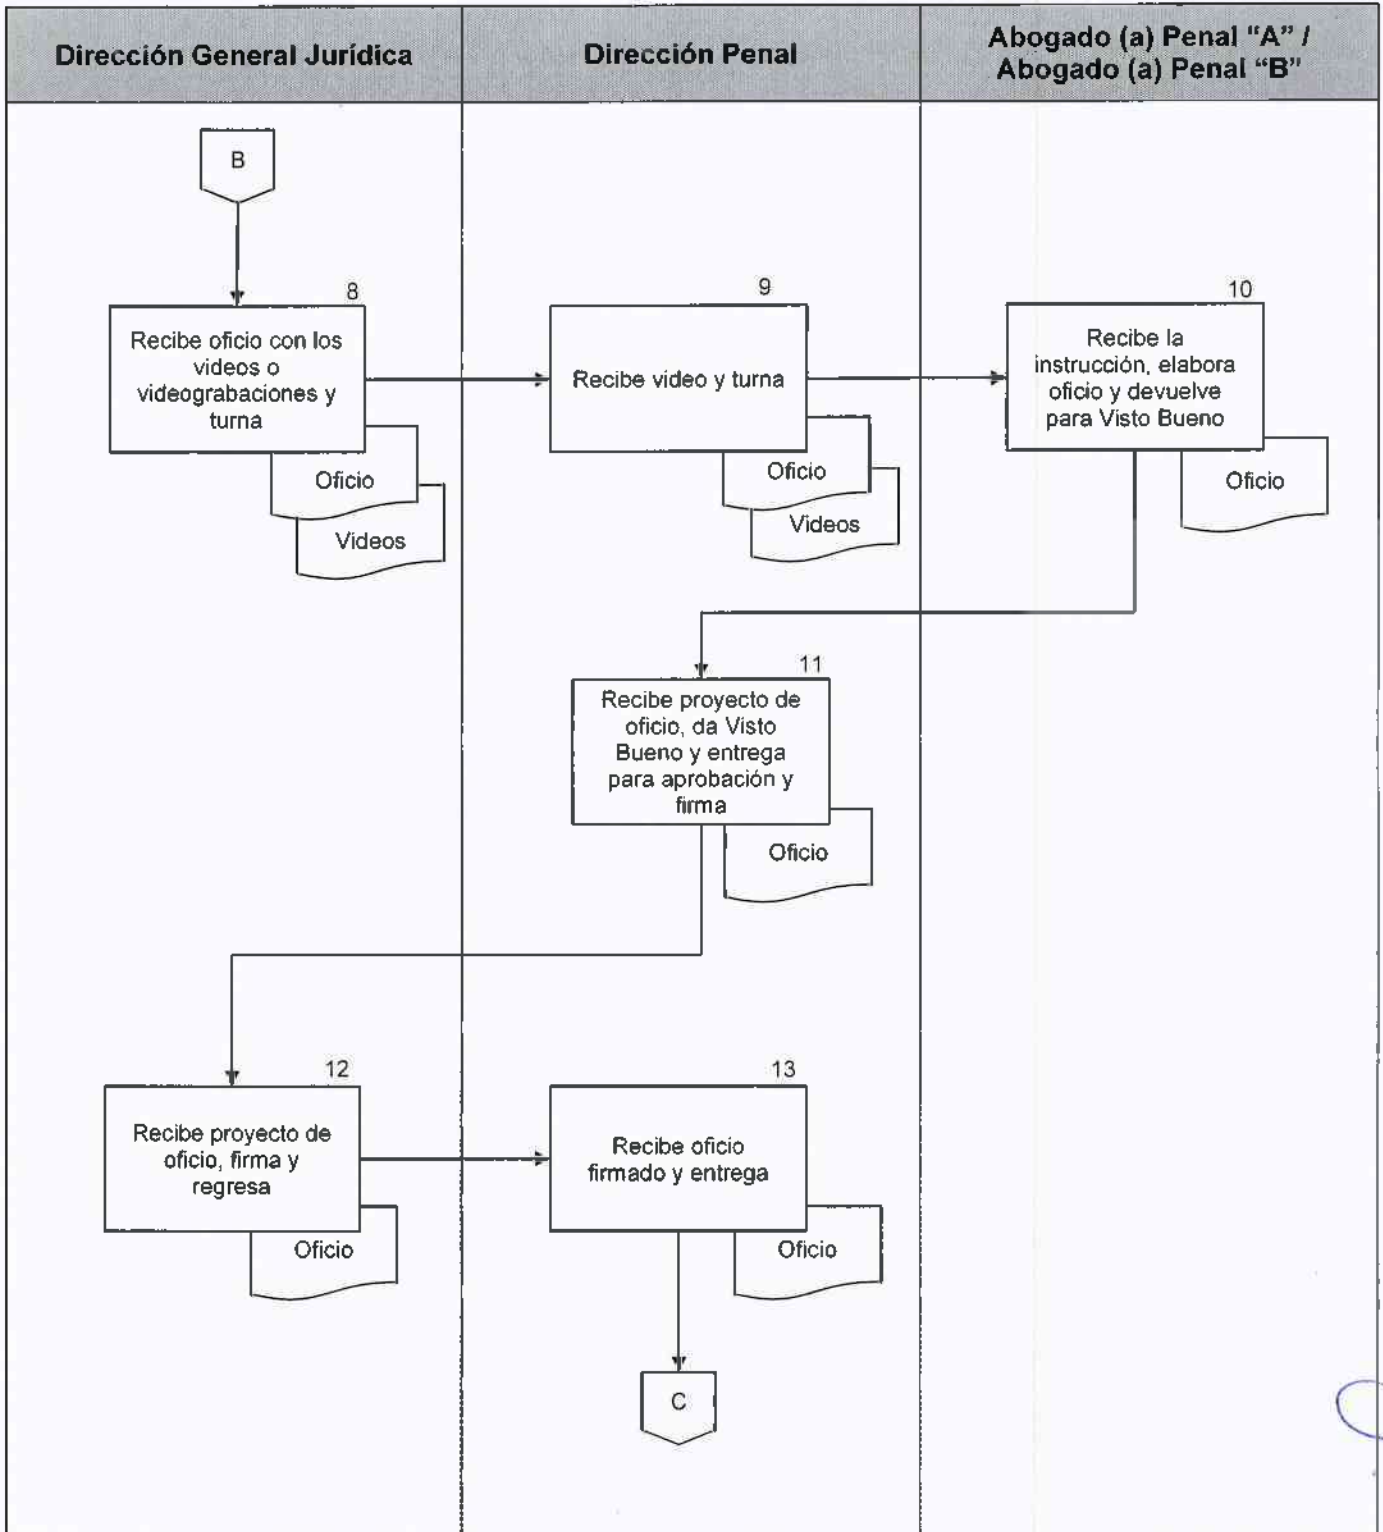 Dirección General Jurídica
Dirección Penal
Abogado (a) Penal “A” /
Abogado (a) Penal “B”
B
8
Recibe oficio con los
videos o
videograbaciones y
turna
Oficio
Videos
9
Recibe video y turna
Oficio
Videos
10
Recibe la
instrucción, elabora
oficio y devuelve
para Visto Bueno
Oficio
11
Recibe proyecto de
oficio, da Visto
Bueno y entrega
para aprobación y
firma
Oficio
12
Recibe proyecto de
oficio, firma y
regresa
Oficio
13
Recibe oficio
firmado y entrega
Oficio
C